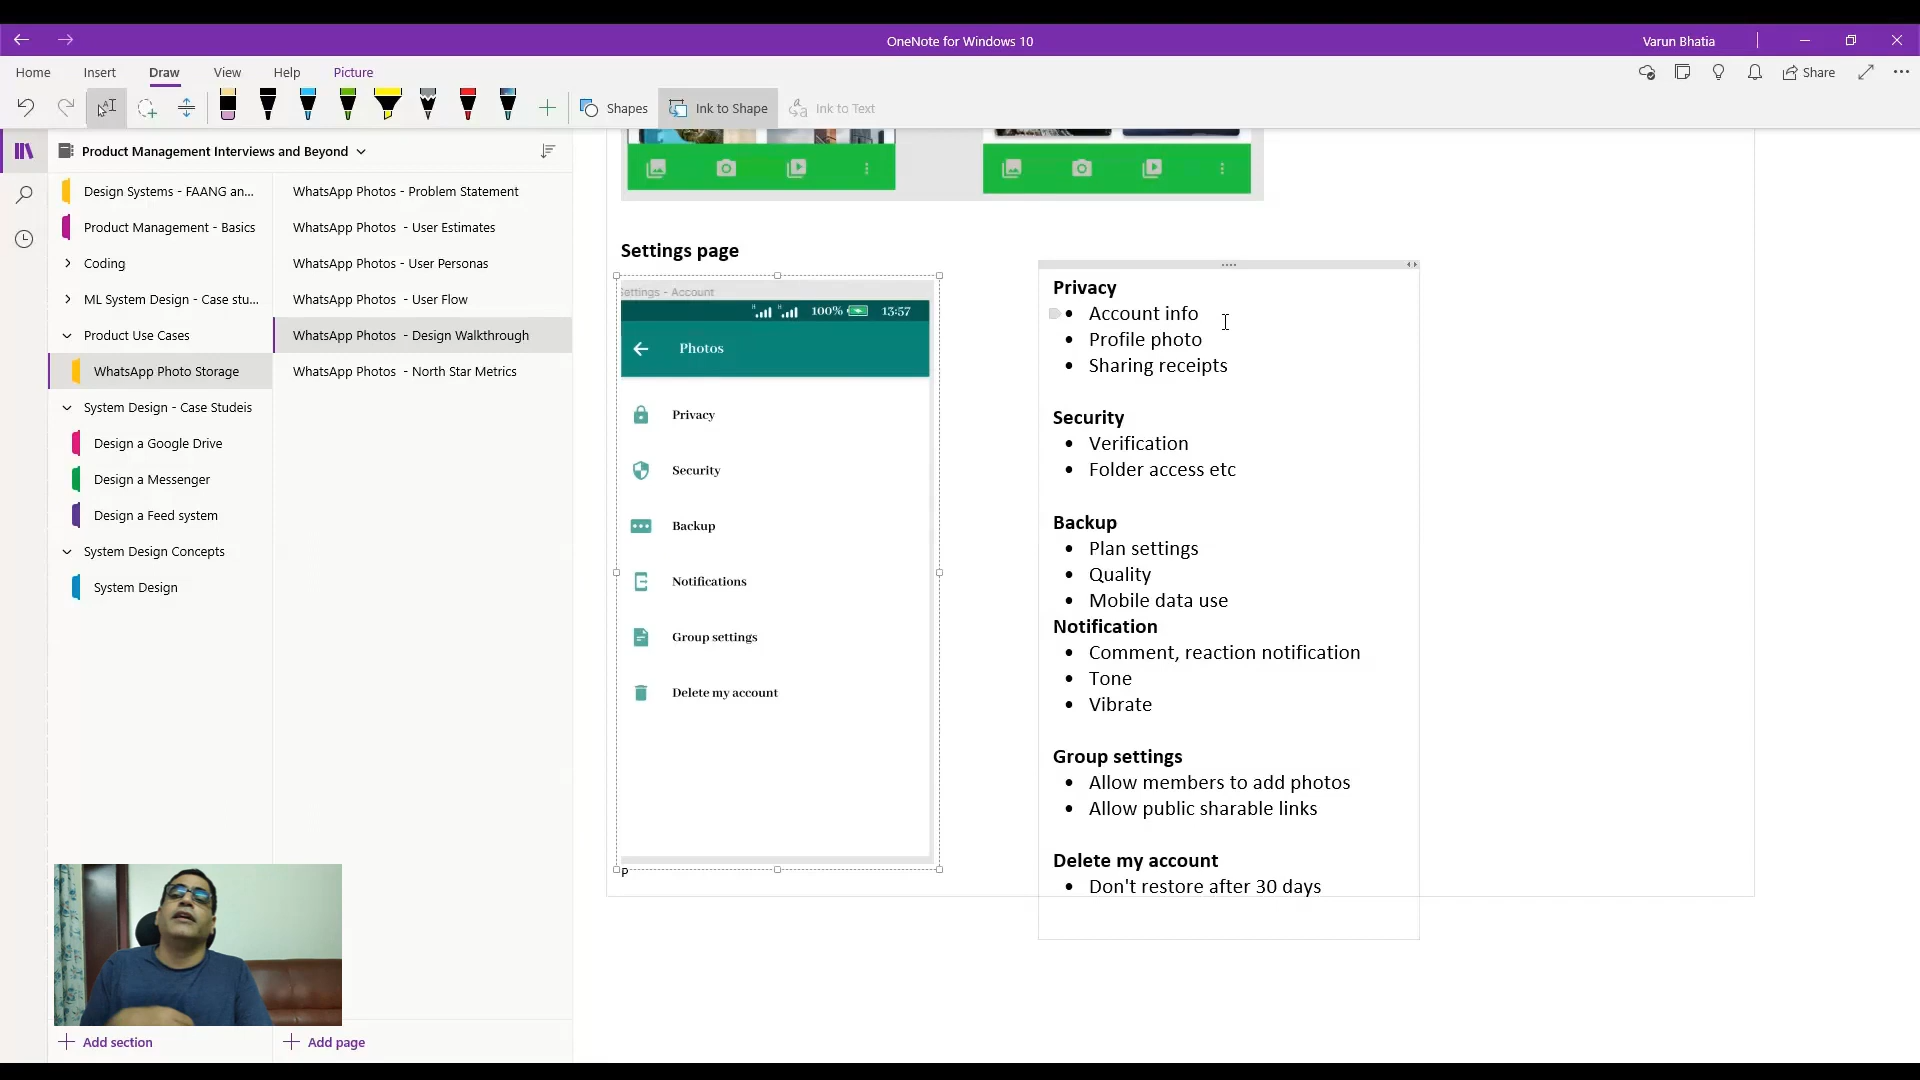 OneNote for Windows 10
Varun Bhatia
Home
Insert
Draw
View
Help
Picture
Share
Shapes
Ink to Shape
Ink to Text
Product Management Interviews and Beyond
Design Systems - FAANG an...
Product Management - Basics
Coding
ML System Design - Case stu...
Product Use Cases
WhatsApp Photo Storage
System Design - Case Studeis
Design a Google Drive
Design a Messenger
Design a Feed system
System Design Concepts
System Design
Add section
WhatsApp Photos - Problem Statement
WhatsApp Photos - User Estimates
WhatsApp Photos - User Personas
WhatsApp Photos - User Flow
WhatsApp Photos - Design Walkthrough
WhatsApp Photos - North Star Metrics
Add page
Settings page
Settings - Account
H H 100% 13:57
Photos
Privacy
Security
Backup
Notifications
Group settings
Delete my account
P
Privacy
• Account info
• Profile photo
• Sharing receipts
Security
• Verification
• Folder access etc
Backup
• Plan settings
• Quality
• Mobile data use
Notification
• Comment, reaction notification
• Tone
• Vibrate
Group settings
• Allow members to add photos
• Allow public sharable links
Delete my account
• Don't restore after 30 days